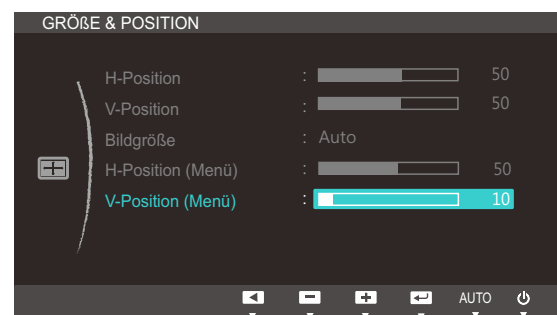 GRÖßE & POSITION
H-Position : 50
V-Position : 50
Bildgröße : Auto
H-Position (Menü) : 50
V-Position (Menü) : 10
AUTO